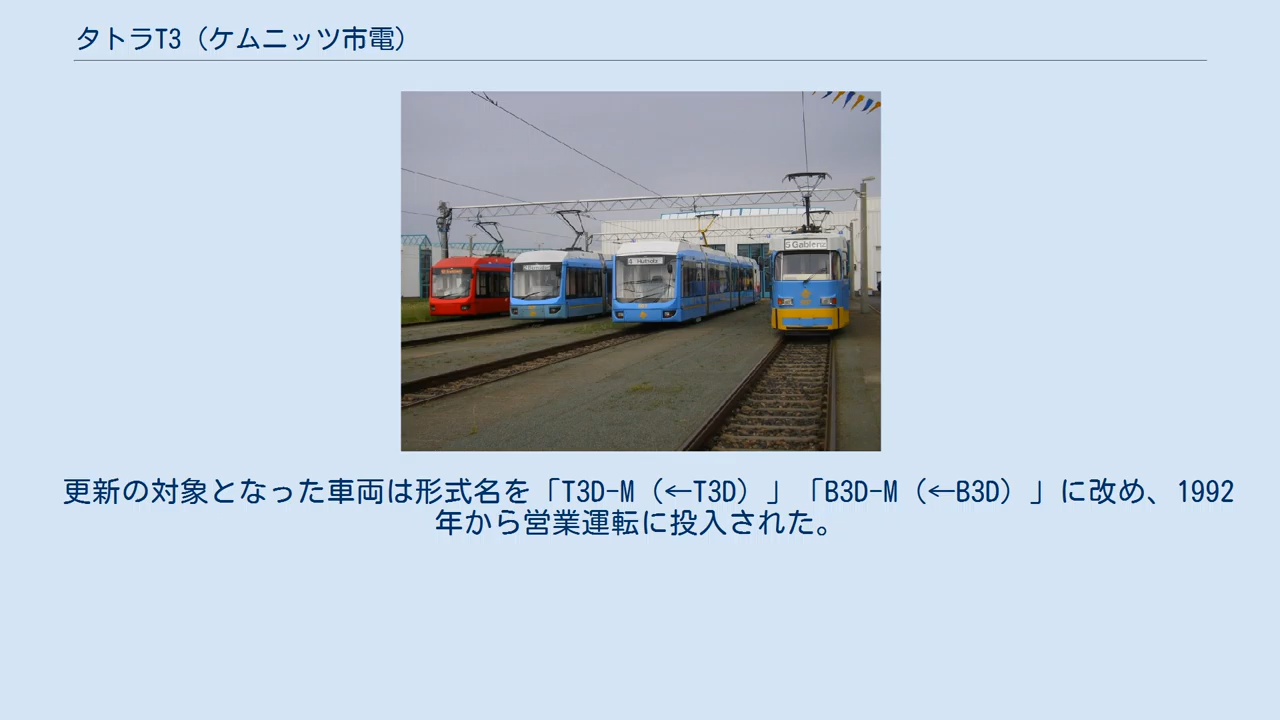 タトラT3（ケムニッツ市電）
5 Gablenz
更新の対象となった車両は形式名を「T3D-M（←T3D）」「B3D-M（←B3D）」に改め、1992
年から営業運転に投入された。